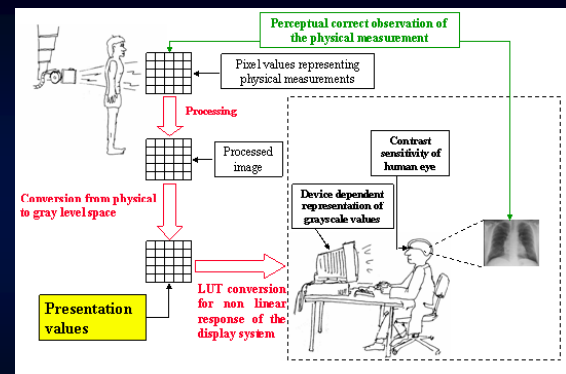 Perceptual correct observation of
the physical measurement
Pixel values representing
physical measurements
Processing
Processed
image
Contrast
sensitivity of
human eye
Conversion from physical
to gray level space
Device dependent
representation of
grayscale values
LUT conversion
for non linear
response of the
display system
Presentation
values